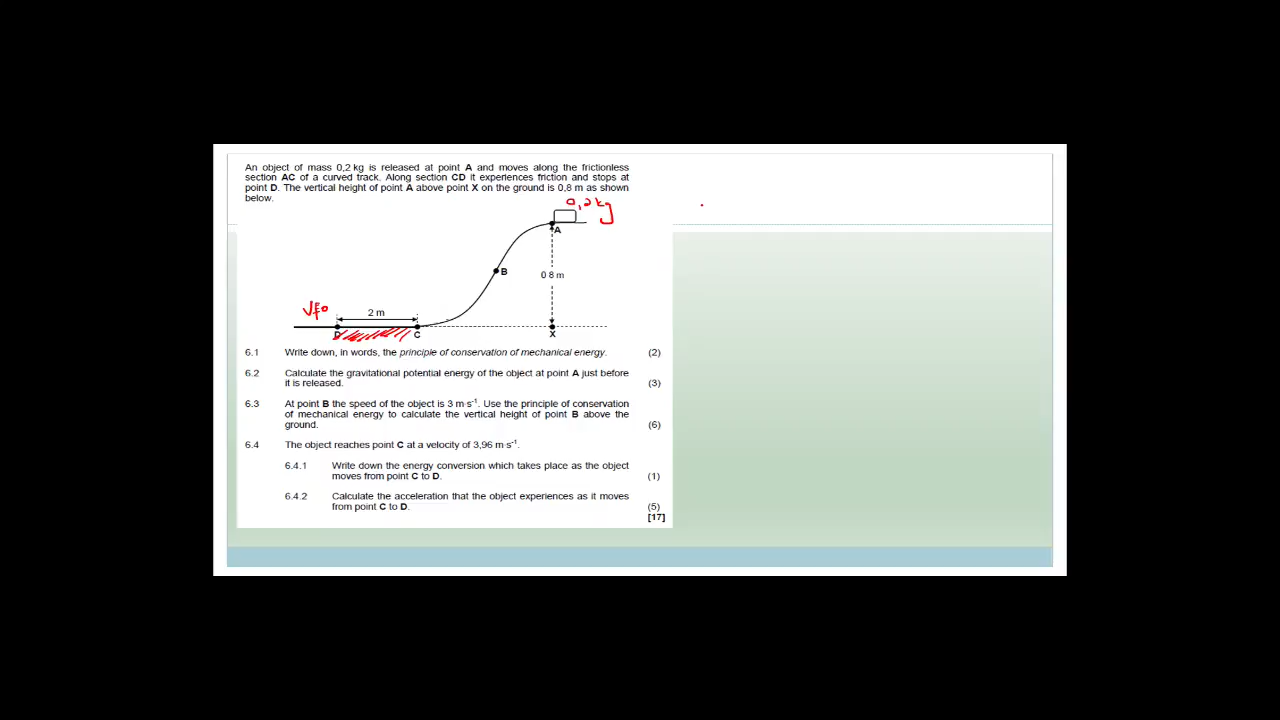 An object of mass 0,2 kg is released at point A and moves along the frictionless
section AC of a curved track. Along section CD it experiences friction and stops at
point D. The vertical height of point A above point X on the ground is 0,8 m as shown
below.
0,2 kg
A
B
0 8 m
Vf=0
2 m
D
C
X
6.1 Write down, in words, the principle of conservation of mechanical energy. (2)
6.2 Calculate the gravitational potential energy of the object at point A just before
it is released. (3)
6.3 At point B the speed of the object is 3 m·s⁻¹. Use the principle of conservation
of mechanical energy to calculate the vertical height of point B above the
ground. (6)
6.4 The object reaches point C at a velocity of 3,96 m·s⁻¹.
6.4.1 Write down the energy conversion which takes place as the object
moves from point C to D. (1)
6.4.2 Calculate the acceleration that the object experiences as it moves
from point C to D. (5)
[17]